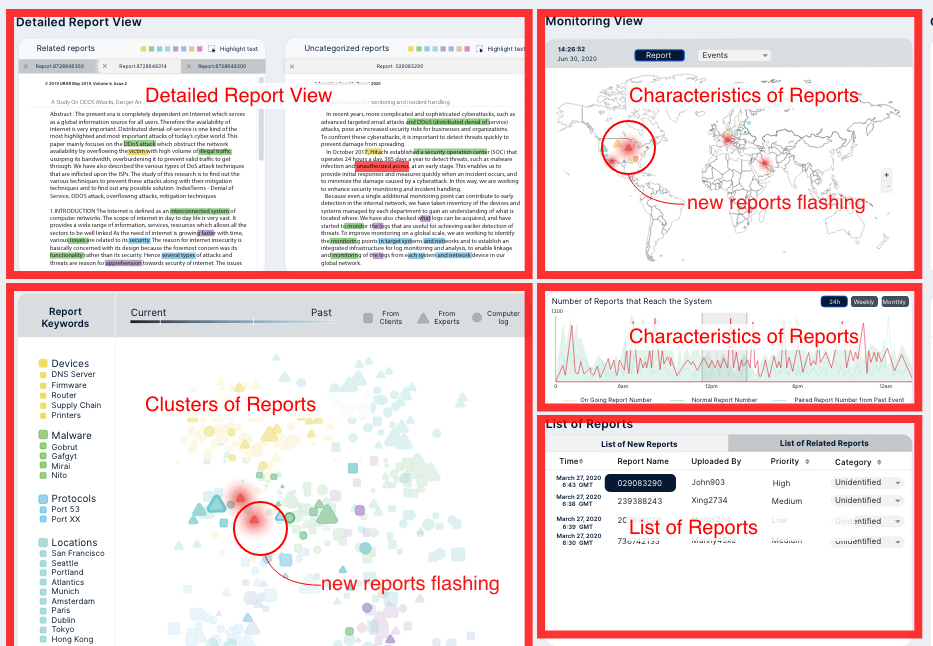 Detailed Report View
Related reports
Highlight text
Report.8728648300
Report.8728648314
Report.8728648300
© 2019 IJRAR May 2019, Volume 6, Issue 2
A Study On DDOS Attacks, Danger An
Detailed Report View
Abstract : The present era is completely dependent on Internet which serves
as a global information source for all users. Therefore the availability of
internet is very important. Distributed denial-of-service is one kind of the
most highlighted and most important attacks of today's cyber world. This
paper mainly focuses on the DDoS attack which obstruct the network
availability by overflowing the victim with high volume of illegal traffic
usurping its bandwidth, overburdening it to prevent valid traffic to get
through. We have also described the various types of DoS attack techniques
that are inflicted upon the ISPs. The study of this research is to find out the
various techniques to prevent these attacks along with their mitigation
techniques and to find out any possible solution. IndexTerms - Denial of
Service, DDOS attack, overflowing attacks, mitigation techniques
1.INTRODUCTION The Internet is defined as an interconnected system of
computer networks. The scope of internet in day to day life is very vast. It
provides a wide range of information, services, resources which allows all the
sectors to be well linked As the need of internet is growing fastly with time,
various issues are related to its security. The reason for internet insecurity is
basically concerned with its design because the foremost concern was its
functionality rather than its security. Hence several types of attacks and
threats are reason for apprehension towards security of internet. The issues
Uncategorized reports
Highlight text
Report. 029083290
2020
monitoring and incident handling
In recent years, more complicated and sophisticated cyberattacks, such as
advanced targeted email attacks and DDoS (distributed denial of service)
attacks, pose an increased security risks for businesses and organizations.
To confront these cyberattacks, it is important to detect threats quickly to
prevent damage from spreading.
In October 2017, Hitachi established a security operation center (SOC) that
operates 24 hours a day, 365 days a year to detect threats, such as malware
infection and unauthorized access, at an early stage. This enables us to
provide initial responses and measures quickly when an incident occurs, and
to minimize the damage caused by a cyberattack. In this way, we are working
to enhance security monitoring and incident handling.
Because even a single additional monitoring point can contribute to early
detection in the internal network, we have taken inventory of the devices and
systems managed by each department to gain an understanding of what is
located where. We have also checked what logs can be acquired, and have
started to monitor the logs that are useful for achieving earlier detection of
threats. To improve monitoring on a global scale, we are working to identify
the monitoring points in target systems and networks and to establish an
integrated infrastructure for log monitoring and analysis, to enable linkage
and monitoring of the logs from each system and network device in our
global network.
Monitoring View
14:26:52
Jun 30, 2020
Report
Events
Characteristics of Reports
new reports flashing
+
-
Report
Keywords
Current
Past
From
Clients
From
Experts
Computer
log
Devices
DNS Server
Firmware
Router
Supply Chain
Printers
Malware
Gobrut
Gafgyt
Mirai
Nito
Protocols
Port 53
Port XX
Locations
San Francisco
Seattle
Portland
Atlantics
Munich
Amsterdam
Paris
Dublin
Tokyo
Hong Kong
Clusters of Reports
new reports flashing
Number of Reports that Reach the System
24h
Weekly
Monthly
1300
Characteristics of Reports
0
6am
12pm
6pm
12am
On Going Report Number
Normal Report Number
Paired Report Number from Past Event
List of Reports
List of New Reports
List of Related Reports
Time
Report Name
Uploaded By
Priority
Category
March 27, 2020
6:43 GMT
029083290
John903
High
Unidentified
March 27, 2020
6:38 GMT
239388243
Xing2734
Medium
Unidentified
March 27, 2020
6:39 GMT
Low
Unidentified
List of Reports
March 27, 2020
6:30 GMT
736742133
Medium
Unidentified